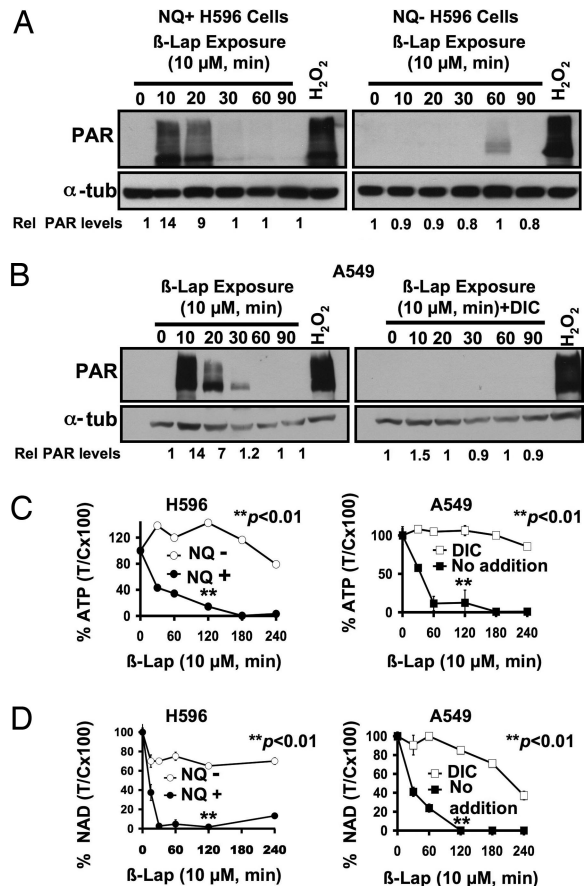 A
NQ+ H596 Cells
NQ- H596 Cells
ß-Lap Exposure
(10 µM, min)
ß-Lap Exposure
(10 µM, min)
0 10 20 30 60 90 H₂O₂
0 10 20 30 60 90 H₂O₂
PAR
α-tub
Rel PAR levels 1 14 9 1 1 1
1 0.9 0.9 0.8 1 0.8
B
A549
ß-Lap Exposure
(10 µM, min)
ß-Lap Exposure
(10 µM, min)+DIC
0 10 20 30 60 90 H₂O₂
0 10 20 30 60 90 H₂O₂
PAR
α-tub
Rel PAR levels 1 14 7 1.2 1 1
1 1.5 1 0.9 1 0.9
C
H596
**p<0.01
% ATP (T/Cx100)
120
80
40
0
NQ -
NQ +
**
0 60 120 180 240
ß-Lap (10 µM, min)
A549
**p<0.01
% ATP (T/Cx100)
100
80
60
40
20
0
DIC
No addition
**
0 60 120 180 240
ß-Lap (10 µM, min)
D
H596
**p<0.01
% NAD (T/Cx100)
100
80
60
40
20
0
NQ -
NQ +
**
0 60 120 180 240
ß-Lap (10 µM, min)
A549
**p<0.01
% NAD (T/Cx100)
100
80
60
40
20
0
DIC
No
addition
**
0 60 120 180 240
ß-Lap (10 µM, min)